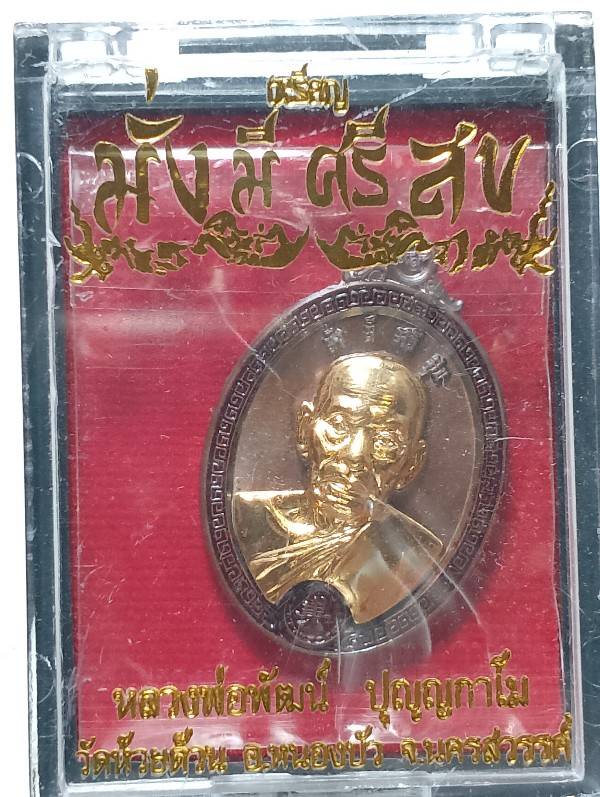 เหรียญ
มั่ง มี ศรี สุข
หลวงพ่อพัฒน์ ปุญญกาโม
วัดห้วยด้วน อ.หนองบัว จ.นครสวรรค์